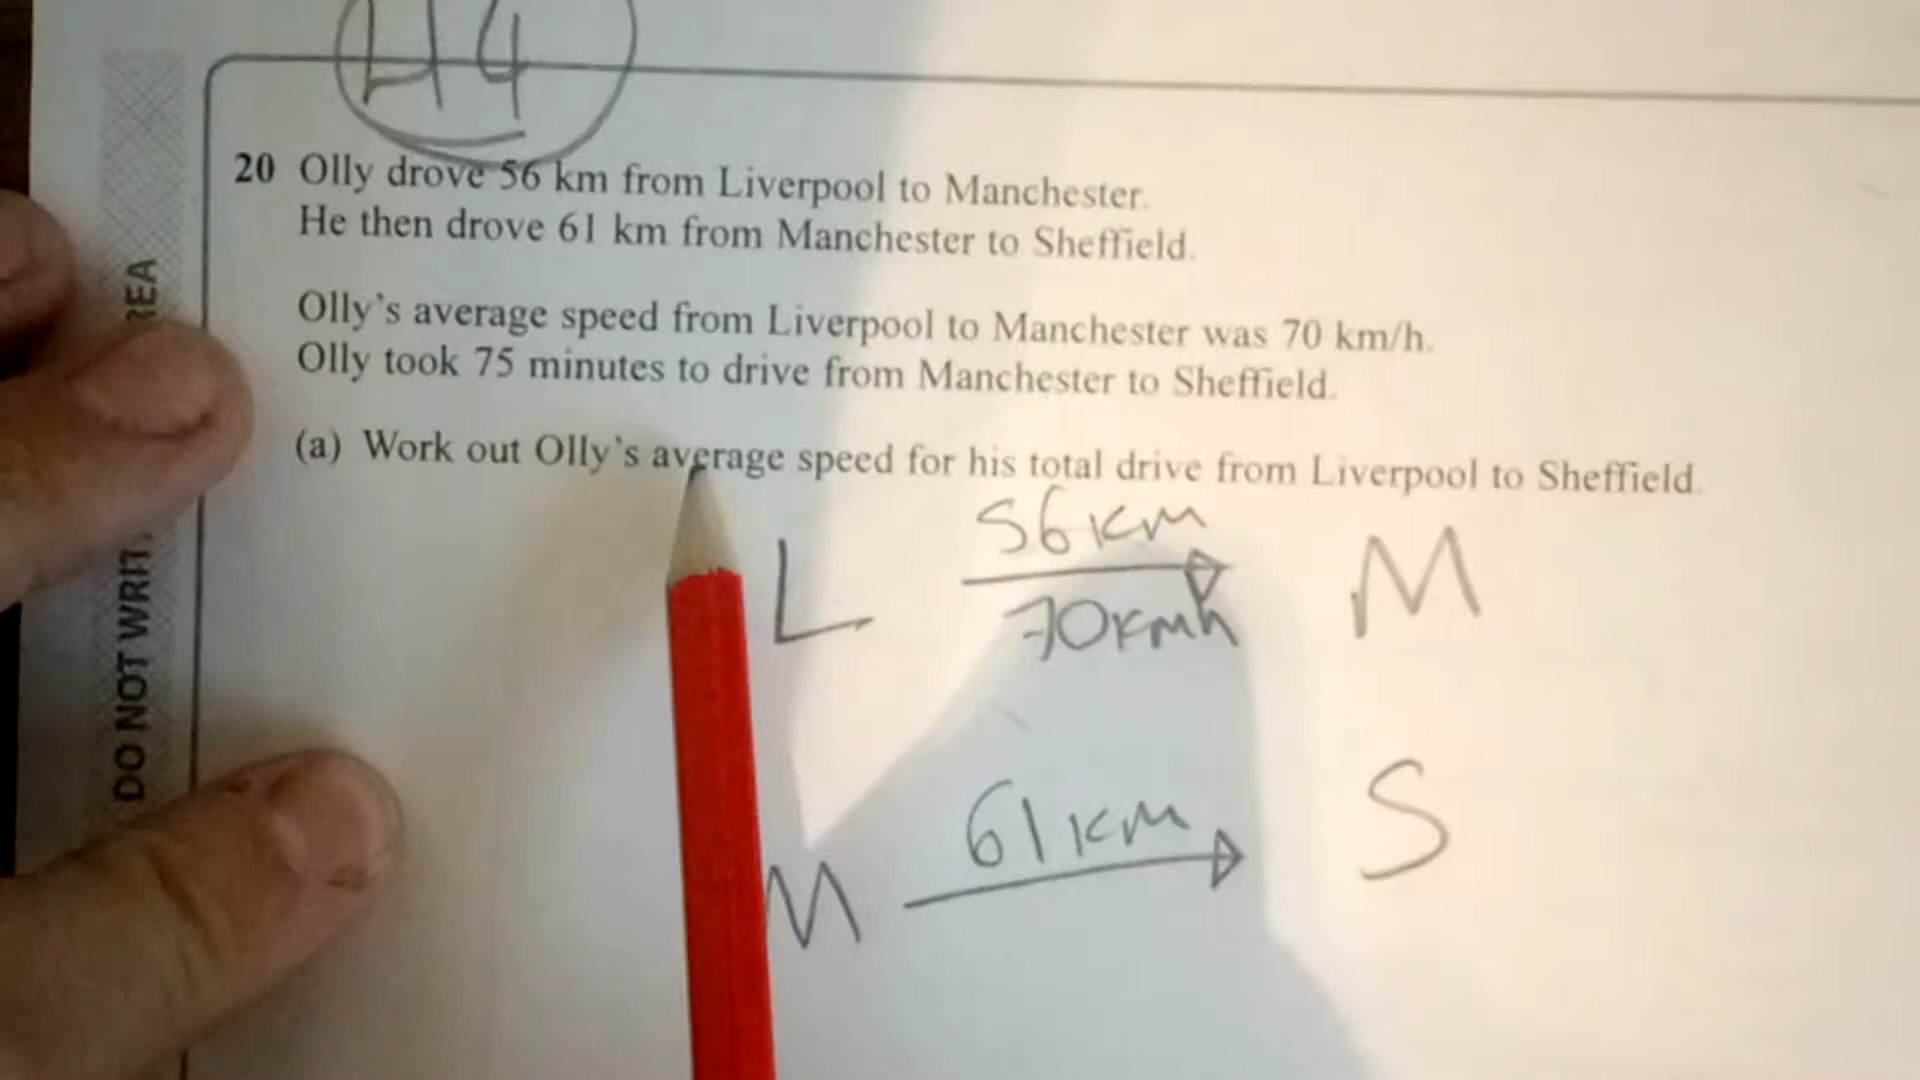 H4
20 Olly drove 56 km from Liverpool to Manchester.
He then drove 61 km from Manchester to Sheffield.
Olly's average speed from Liverpool to Manchester was 70 km/h.
Olly took 75 minutes to drive from Manchester to Sheffield.
(a) Work out Olly's average speed for his total drive from Liverpool to Sheffield.
56km
L M
70kmh
61km
M S
DO NOT WRIT
REA